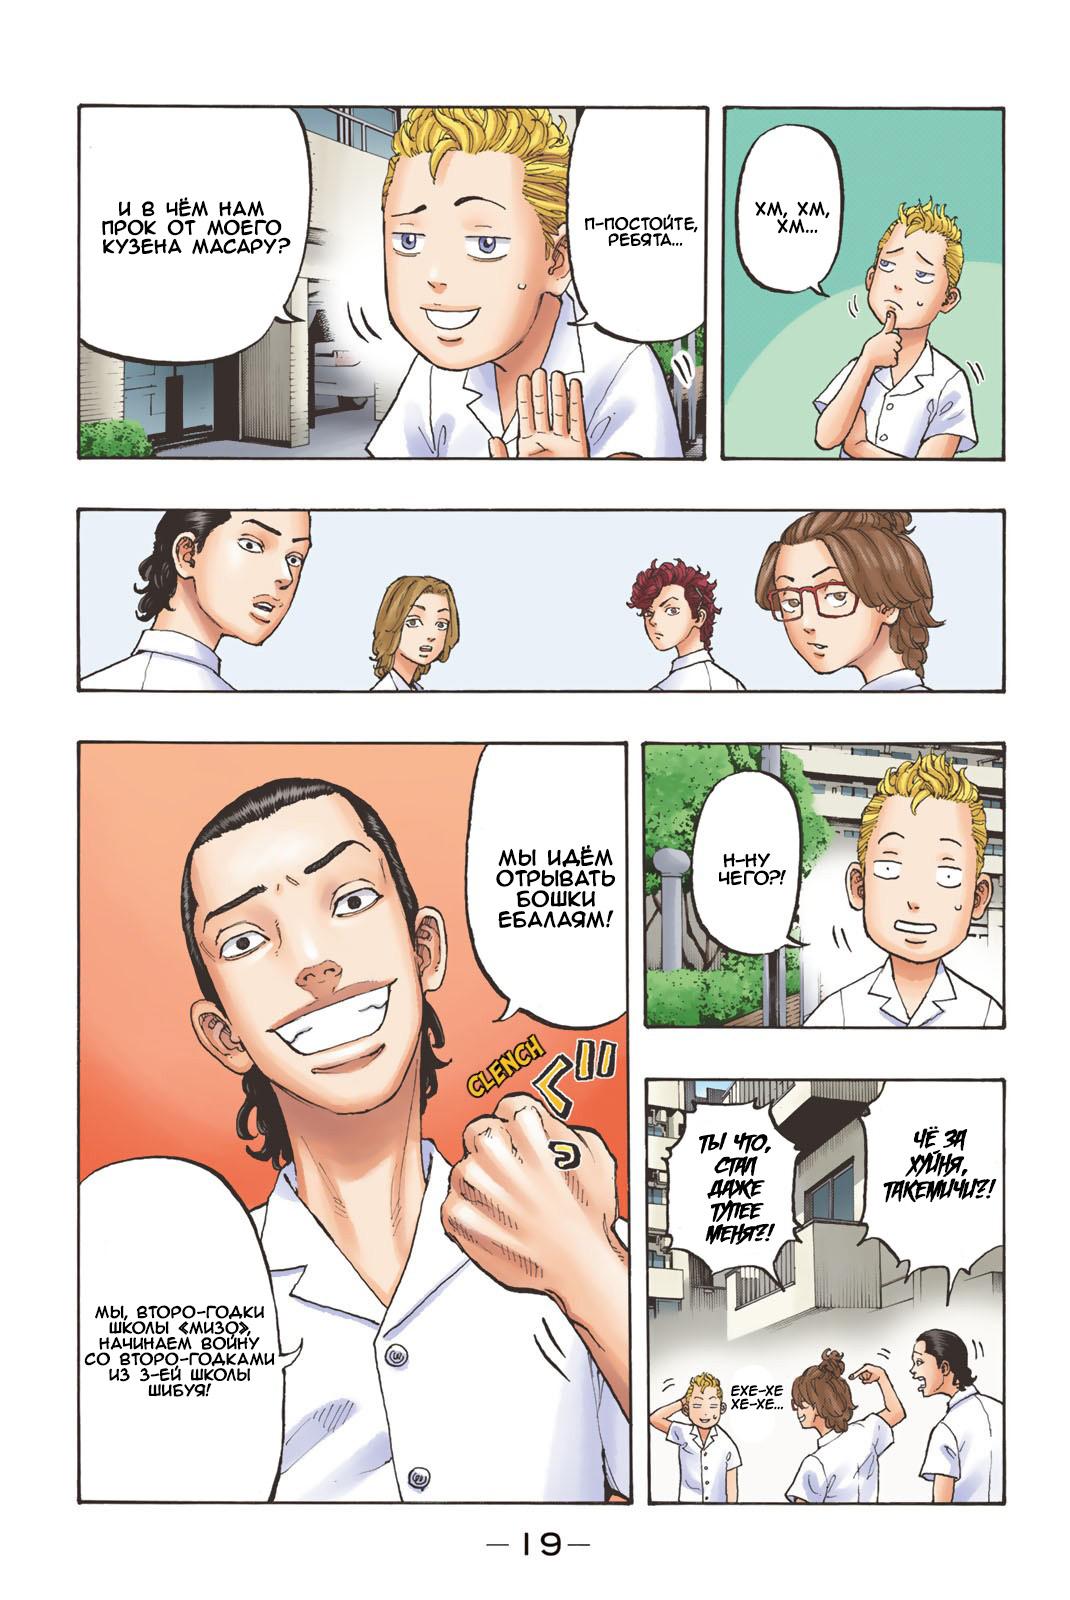 ХМ, ХМ,
ХМ...
П-ПОСТОЙТЕ,
РЕБЯТА...
И В ЧЁМ НАМ
ПРОК ОТ МОЕГО
КУЗЕНА МАСАРУ?
Н-НУ
ЧЕГО?!
ЧЁ ЗА
ХУЙНЯ,
ТАКЕМИЧИ?!
ТЫ ЧТО,
СТАЛ
ДАЖЕ
ТУПЕЕ
МЕНЯ?!
ЕХЕ-ХЕ
ХЕ-ХЕ...
МЫ ИДЁМ
ОТРЫВАТЬ
БОШКИ
ЕБАЛАЯМ!
CLENCH
ぐっ
МЫ, ВТОРО-ГОДКИ
ШКОЛЫ «МИЗО»,
НАЧИНАЕМ ВОЙНУ
СО ВТОРО-ГОДКАМИ
ИЗ 3-ЕЙ ШКОЛЫ
ШИБУЯ!
— 19 —